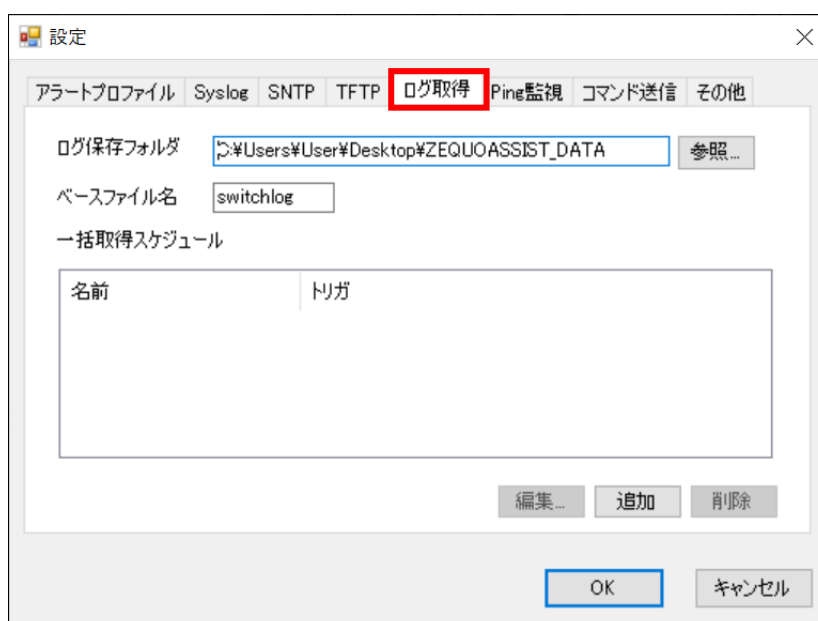 設定
アラートプロファイル Syslog SNTP TFTP ログ取得 Ping監視 コマンド送信 その他
ログ保存フォルダ C:¥Users¥User¥Desktop¥ZEQUOASSIST_DATA 参照...
ベースファイル名 switchlog
一括取得スケジュール
名前 トリガ
編集... 追加 削除
OK キャンセル